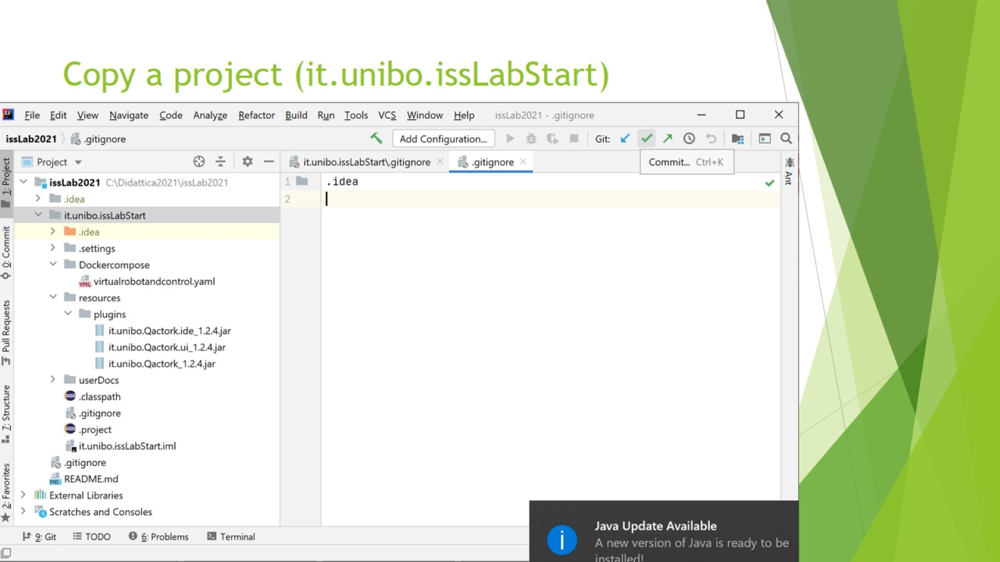 Copy a project (it.unibo.issLabStart)
File Edit View Navigate Code Analyze Refactor Build Run Tools VCS Window Help issLab2021 - .gitignore
issLab2021 .gitignore Add Configuration... Git:
Project it.unibo.issLabStart\.gitignore .gitignore Commit... Ctrl+K
1: Project
0: Commit
Pull Requests
7: Structure
2: Favorites
Ant
issLab2021 C:\Didattica2021\issLab2021
.idea
it.unibo.issLabStart
.idea
.settings
Dockercompose
virtualrobotandcontrol.yaml
resources
plugins
it.unibo.Qactork.ide_1.2.4.jar
it.unibo.Qactork.ui_1.2.4.jar
it.unibo.Qactork_1.2.4.jar
userDocs
.classpath
.gitignore
.project
it.unibo.issLabStart.iml
.gitignore
README.md
External Libraries
Scratches and Consoles
1 .idea
2
9: Git TODO 6: Problems Terminal
Java Update Available
A new version of Java is ready to be
installed!